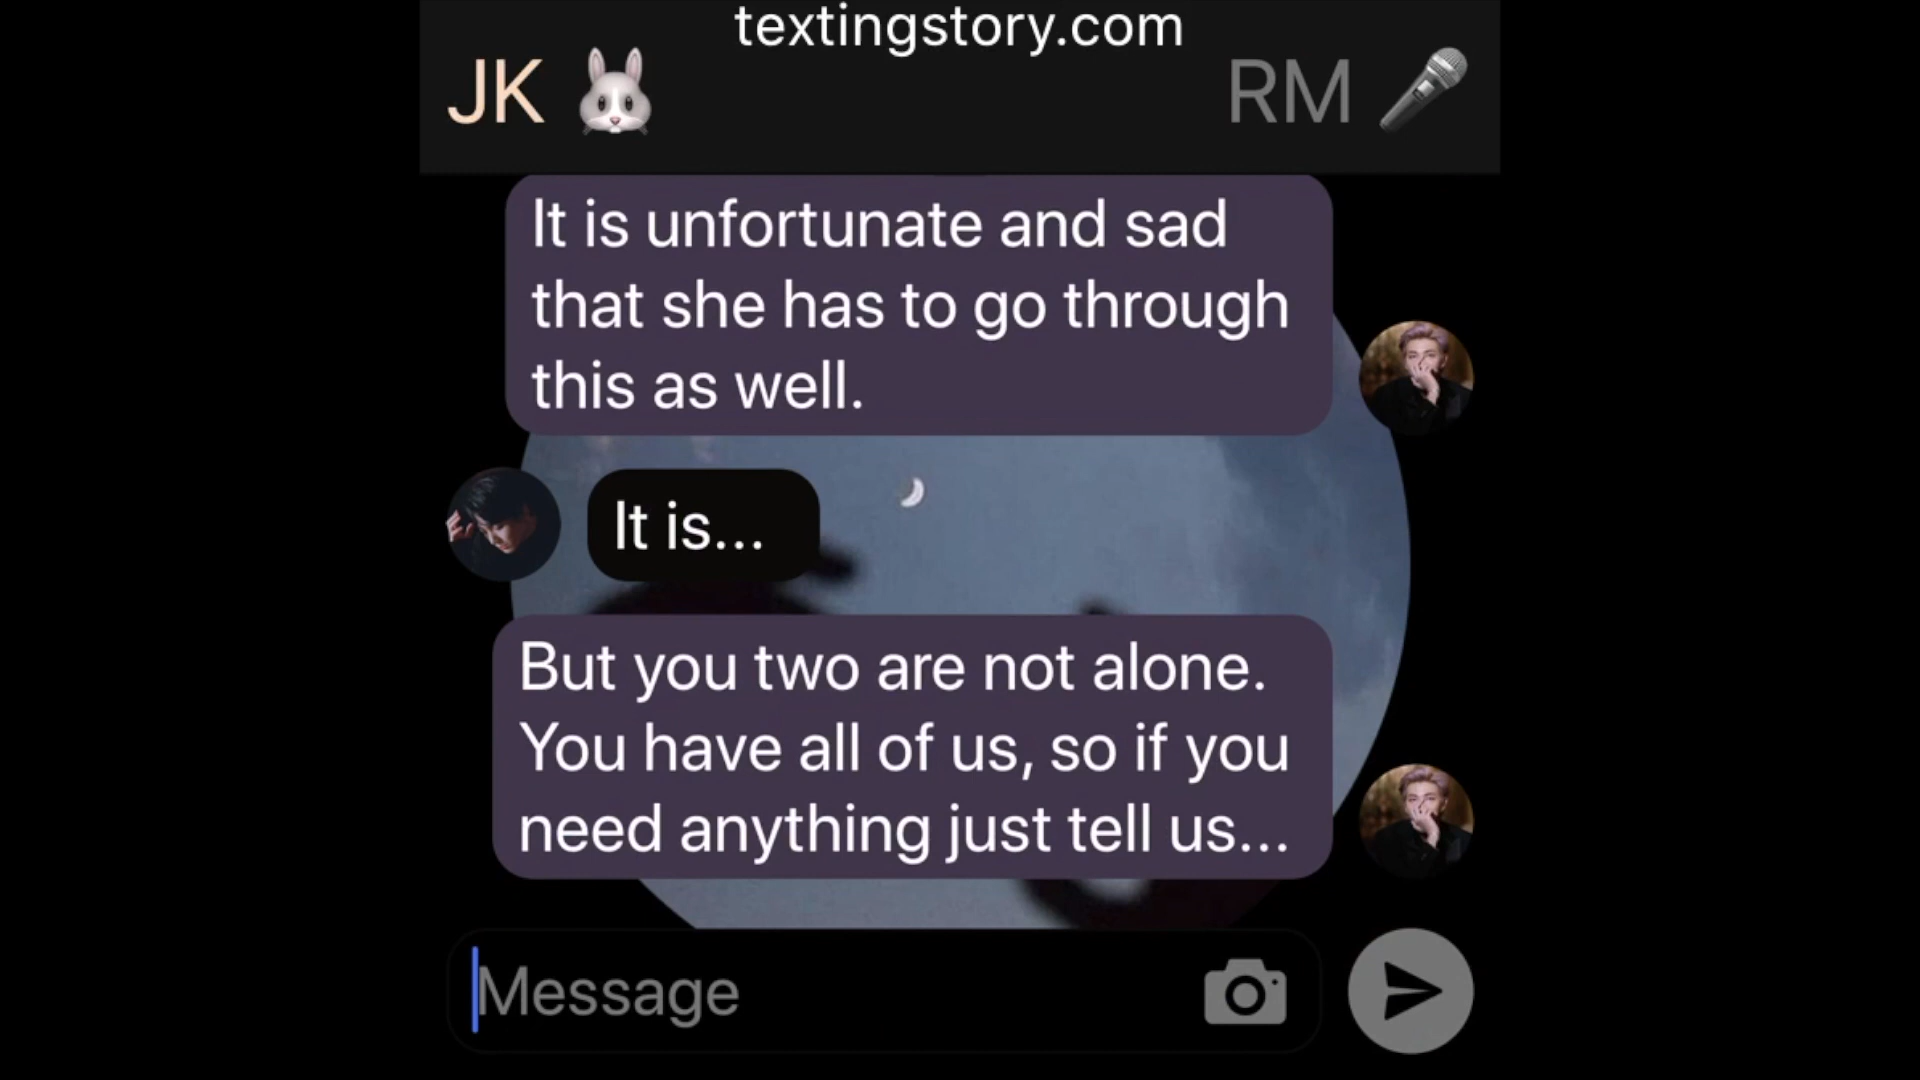 textingstory.com
JK 🐰
RM 🎤
It is unfortunate and sad
that she has to go through
this as well.
It is...
But you two are not alone.
You have all of us, so if you
need anything just tell us...
Message